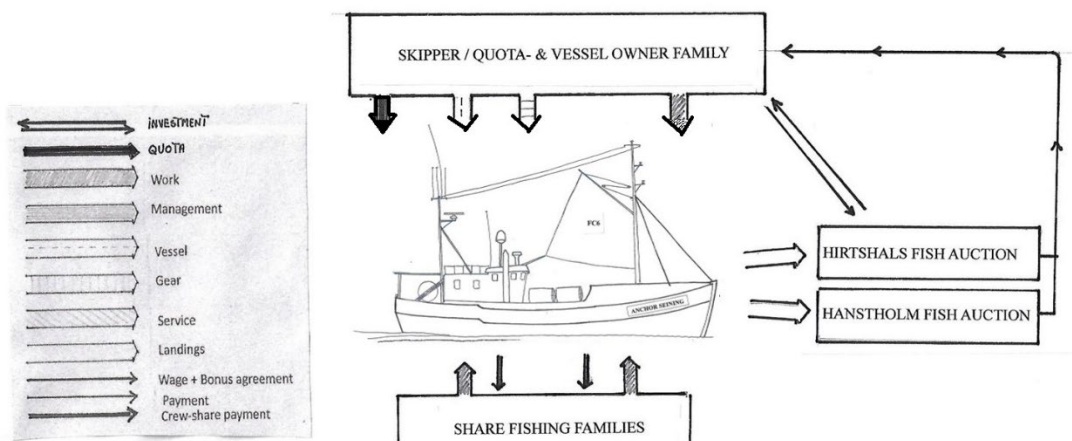 SKIPPER / QUOTA- & VESSEL OWNER FAMILY
INVESTMENT
QUOTA
Work
Management
Vessel
Gear
Service
Landings
Wage + Bonus agreement
Payment
Crew-share payment
FC6
ANCHOR SEINING
HIRTSHALS FISH AUCTION
HANSTHOLM FISH AUCTION
SHARE FISHING FAMILIES